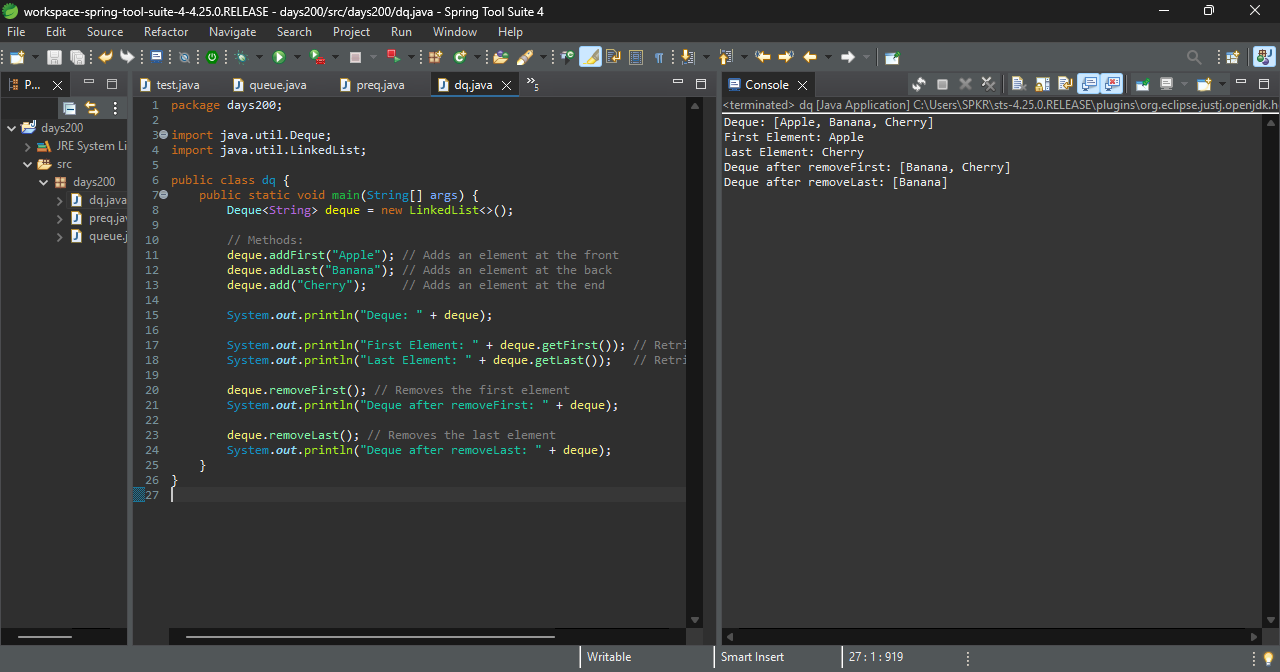 workspace-spring-tool-suite-4-4.25.0.RELEASE - days200/src/days200/dq.java - Spring Tool Suite 4
File Edit Source Refactor Navigate Search Project Run Window Help
P...
test.java queue.java preq.java dq.java »5
days200
JRE System Li
src
days200
dq.java
preq.jav
queue.j
1 package days200;
2
3 import java.util.Deque;
4 import java.util.LinkedList;
5
6 public class dq {
7 public static void main(String[] args) {
8 Deque<String> deque = new LinkedList<>();
9
10 // Methods:
11 deque.addFirst("Apple"); // Adds an element at the front
12 deque.addLast("Banana"); // Adds an element at the back
13 deque.add("Cherry"); // Adds an element at the end
14
15 System.out.println("Deque: " + deque);
16
17 System.out.println("First Element: " + deque.getFirst()); // Retri
18 System.out.println("Last Element: " + deque.getLast()); // Retri
19
20 deque.removeFirst(); // Removes the first element
21 System.out.println("Deque after removeFirst: " + deque);
22
23 deque.removeLast(); // Removes the last element
24 System.out.println("Deque after removeLast: " + deque);
25 }
26 }
27
Console
<terminated> dq [Java Application] C:\Users\SPKR\sts-4.25.0.RELEASE\plugins\org.eclipse.justj.openjdk.h
Deque: [Apple, Banana, Cherry]
First Element: Apple
Last Element: Cherry
Deque after removeFirst: [Banana, Cherry]
Deque after removeLast: [Banana]
Writable Smart Insert 27 : 1 : 919